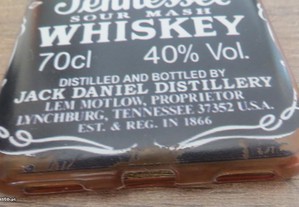 Tennessee
SOUR MASH
WHISKEY
70cl 40% Vol.
DISTILLED AND BOTTLED BY
JACK DANIEL DISTILLERY
LEM MOTLOW, PROPRIETOR
LYNCHBURG, TENNESSEE 37352 U.S.A.
EST. & REG. IN 1866